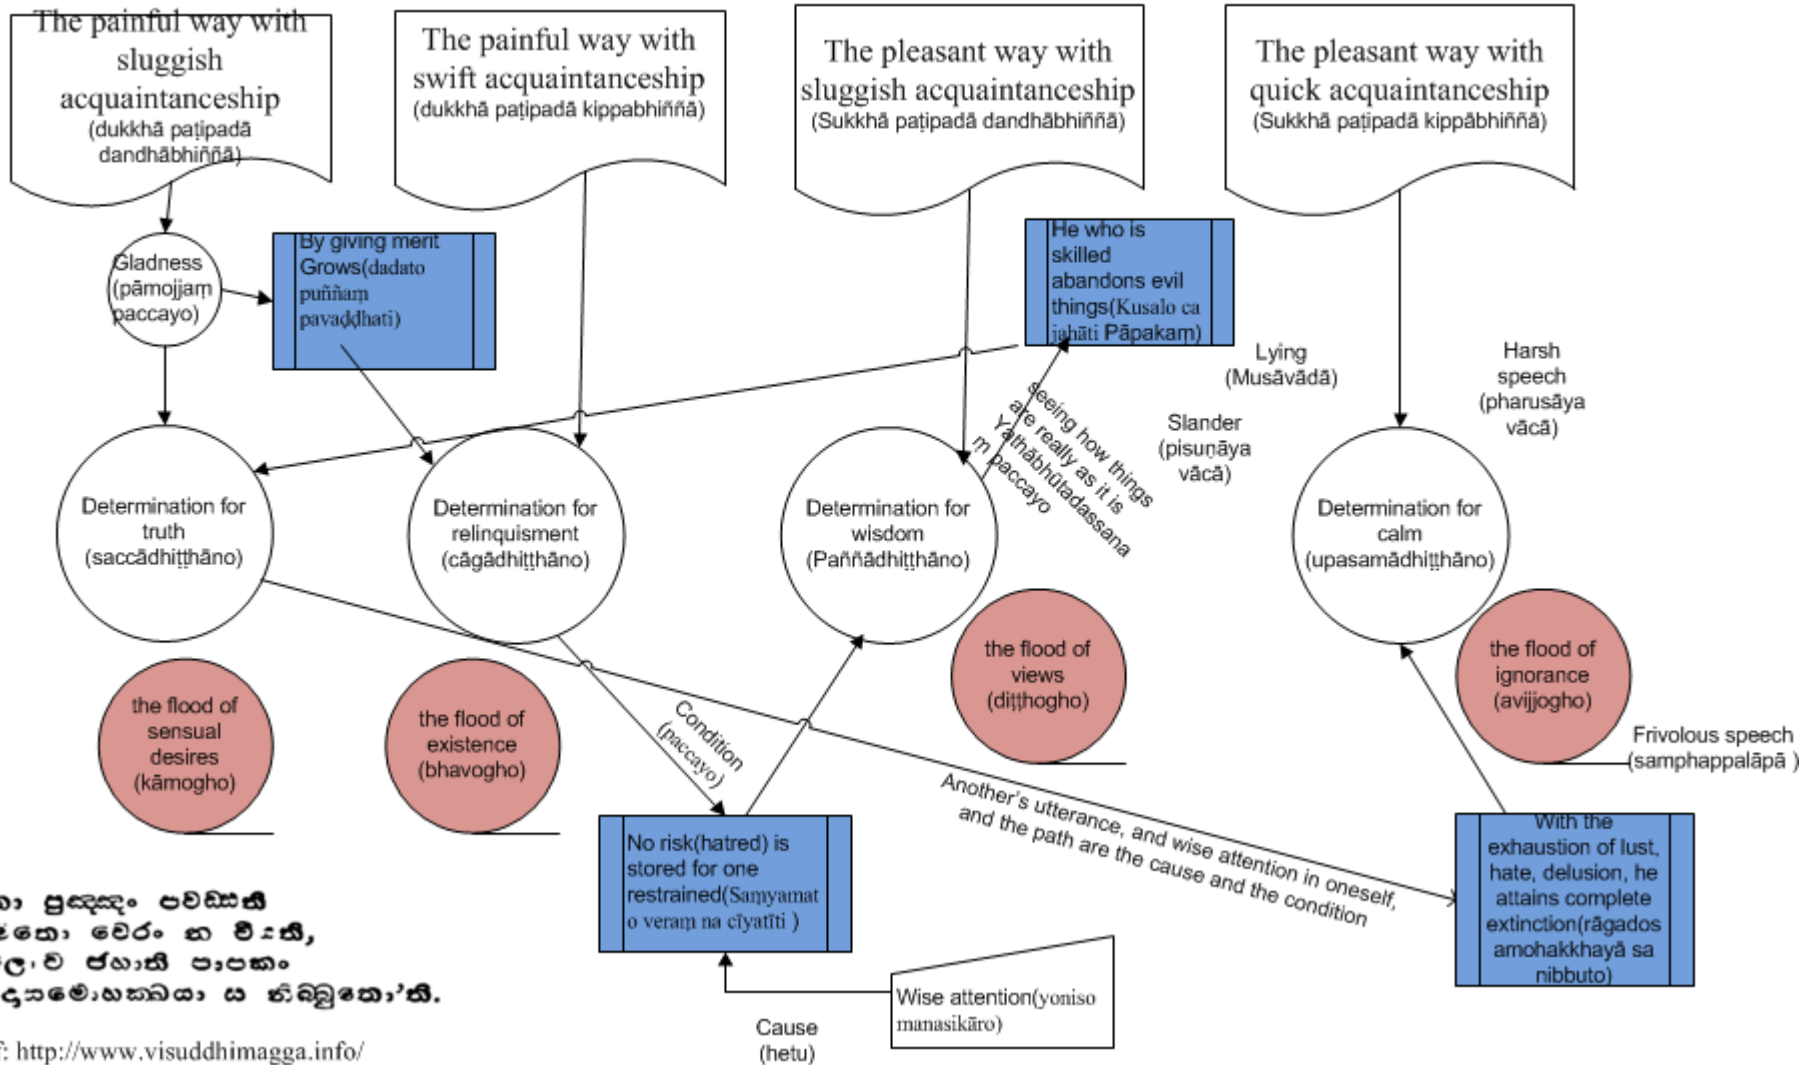 The painful way with
sluggish
acquaintanceship
(dukkhā paṭipadā
dandhābhiññā)
The painful way with
swift acquaintanceship
(dukkhā paṭipadā kippabhiññā)
The pleasant way with
sluggish acquaintanceship
(Sukkhā paṭipadā dandhābhiññā)
The pleasant way with
quick acquaintanceship
(Sukkhā paṭipadā kippābhiññā)
Gladness
(pāmojjaṃ
paccayo)
By giving merit
Grows(dadato
puññaṃ
pavaḍḍhati)
He who is
skilled
abandons evil
things(Kusalo ca
jahāti Pāpakaṃ)
Lying
(Musāvādā)
Harsh
speech
(pharusāya
vācā)
Slander
(pisuṇāya
vācā)
seeing how things
are really as it is
Yathābhūtadassana
ṃ paccayo
Determination for
truth
(saccādhiṭṭhāno)
Determination for
relinquisment
(cāgādhiṭṭhāno)
Determination for
wisdom
(Paññādhiṭṭhāno)
Determination for
calm
(upasamādhiṭṭhāno)
the flood of
sensual
desires
(kāmogho)
the flood of
existence
(bhavogho)
the flood of
views
(diṭṭhogho)
the flood of
ignorance
(avijjogho)
Frivolous speech
(samphappalāpā )
Condition
(paccayo)
Another's utterance, and wise attention in oneself,
and the path are the cause and the condition
No risk(hatred) is
stored for one
restrained(Saṃyamat
o veraṃ na cīyatīti )
With the
exhaustion of lust,
hate, delusion, he
attains complete
extinction(rāgados
amohakkhayā sa
nibbuto)
Wise attention(yoniso
manasikāro)
Cause
(hetu)
පවඩ්ඪති
වෙරං න
ච ජහාති පාපකං
ස නිබ්බුතො'ති.
http://www.visuddhimagga.info/